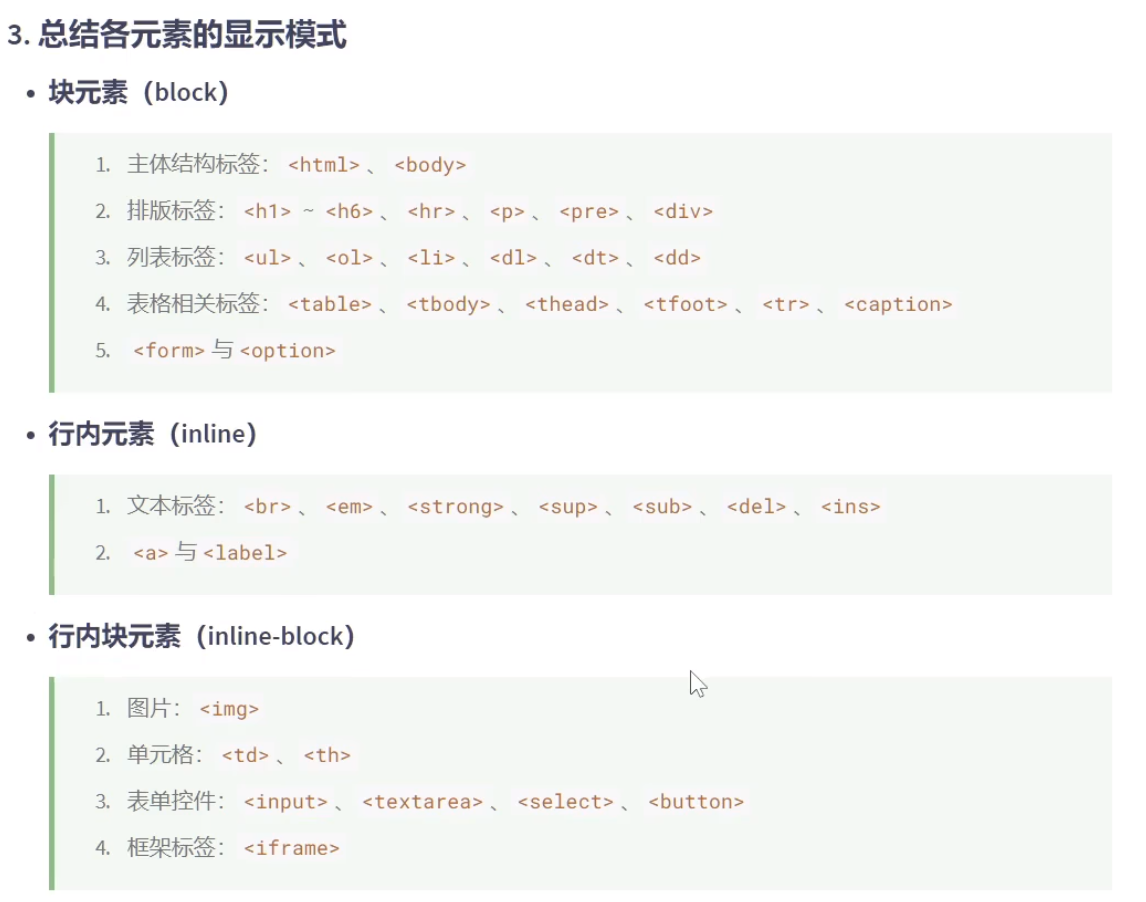 3. 总结各元素的显示模式
• 块元素（block）
1. 主体结构标签： <html> 、 <body>
2. 排版标签： <h1> ~ <h6> 、 <hr> 、 <p> 、 <pre> 、 <div>
3. 列表标签： <ul> 、 <ol> 、 <li> 、 <dl> 、 <dt> 、 <dd>
4. 表格相关标签： <table> 、 <tbody> 、 <thead> 、 <tfoot> 、 <tr> 、 <caption>
5. <form> 与 <option>
• 行内元素（inline）
1. 文本标签： <br> 、 <em> 、 <strong> 、 <sup> 、 <sub> 、 <del> 、 <ins>
2. <a> 与 <label>
• 行内块元素（inline-block）
1. 图片： <img>
2. 单元格： <td> 、 <th>
3. 表单控件： <input> 、 <textarea> 、 <select> 、 <button>
4. 框架标签： <iframe>